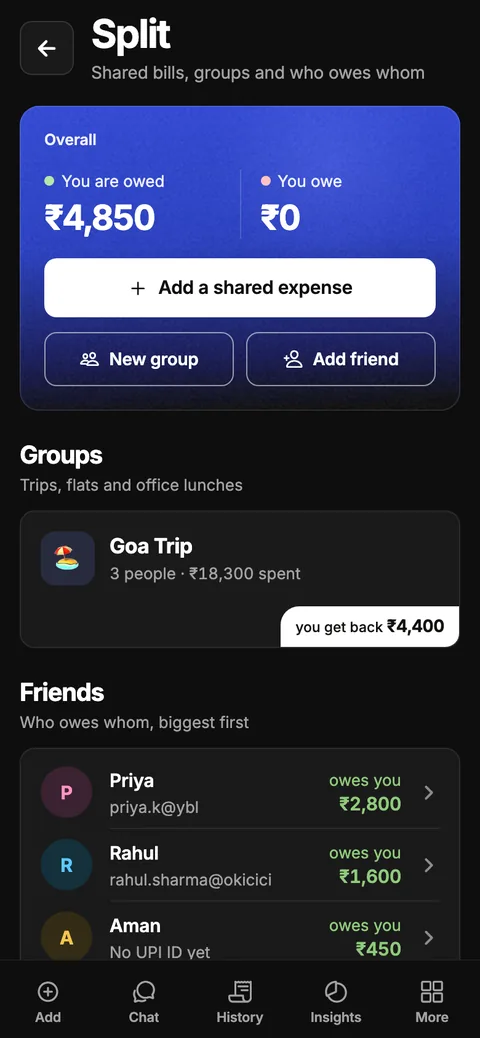 Split
Shared bills, groups and who owes whom
Overall
You are owed
You owe
₹4,850
₹0
Add a shared expense
New group
Add friend
Groups
Trips, flats and office lunches
Goa Trip
3 people · ₹18,300 spent
you get back ₹4,400
Friends
Who owes whom, biggest first
P
Priya
priya.k@ybl
owes you
₹2,800
R
Rahul
rahul.sharma@okicici
owes you
₹1,600
A
Aman
No UPI ID yet
owes you
₹450
Add
Chat
History
Insights
More